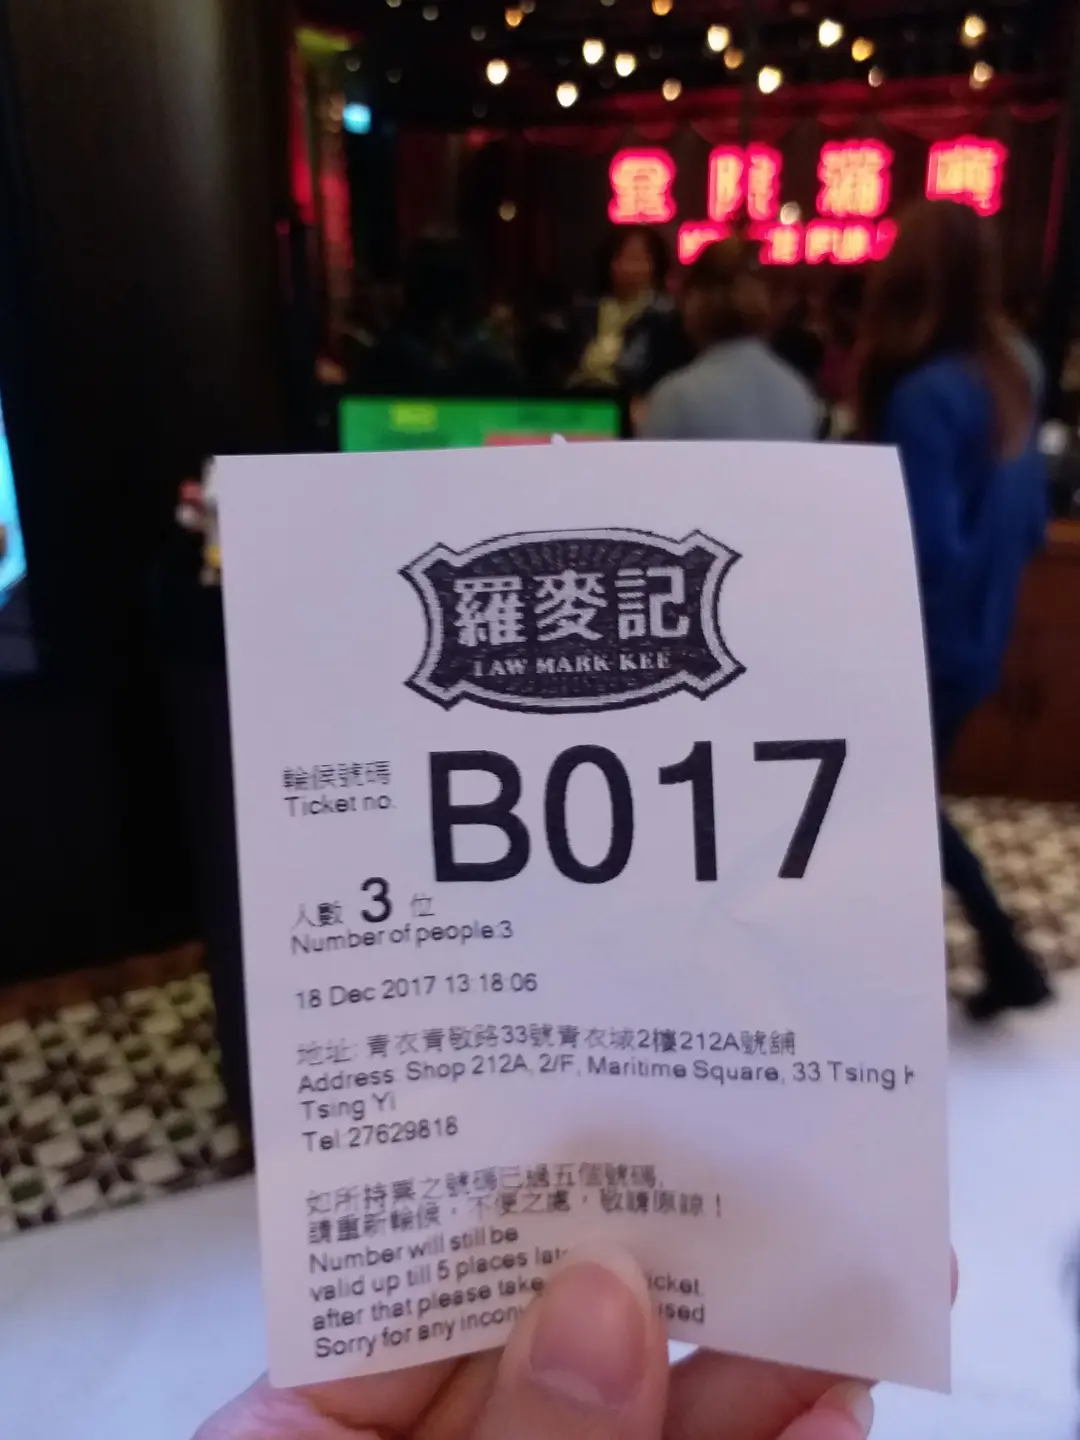 金 滿
羅麥記
LAW MARK KEE
輪候號碼
Ticket no.
B017
人數 3 位
Number of people:3
18 Dec 2017 13:18:06
地址: 青衣青敬路33號青衣城2樓212A號舖
Address: Shop 212A, 2/F, Maritime Square, 33 Tsing
Tsing Yi
Tel:27629818
如所持票之號碼已過五個號碼,
請重新輪候，不便之處，敬請原諒！
Number will still be
valid up till 5 places
after that please take icket.
Sorry for any used